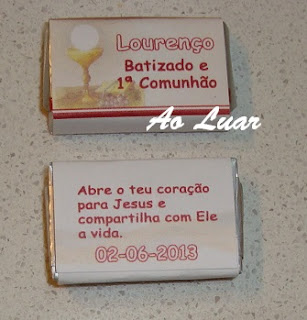 Lourenço
Batizado e
1ª Comunhão
Ao Luar
Abre o teu coração
para Jesus e
compartilha com Ele
a vida.
02-06-2013